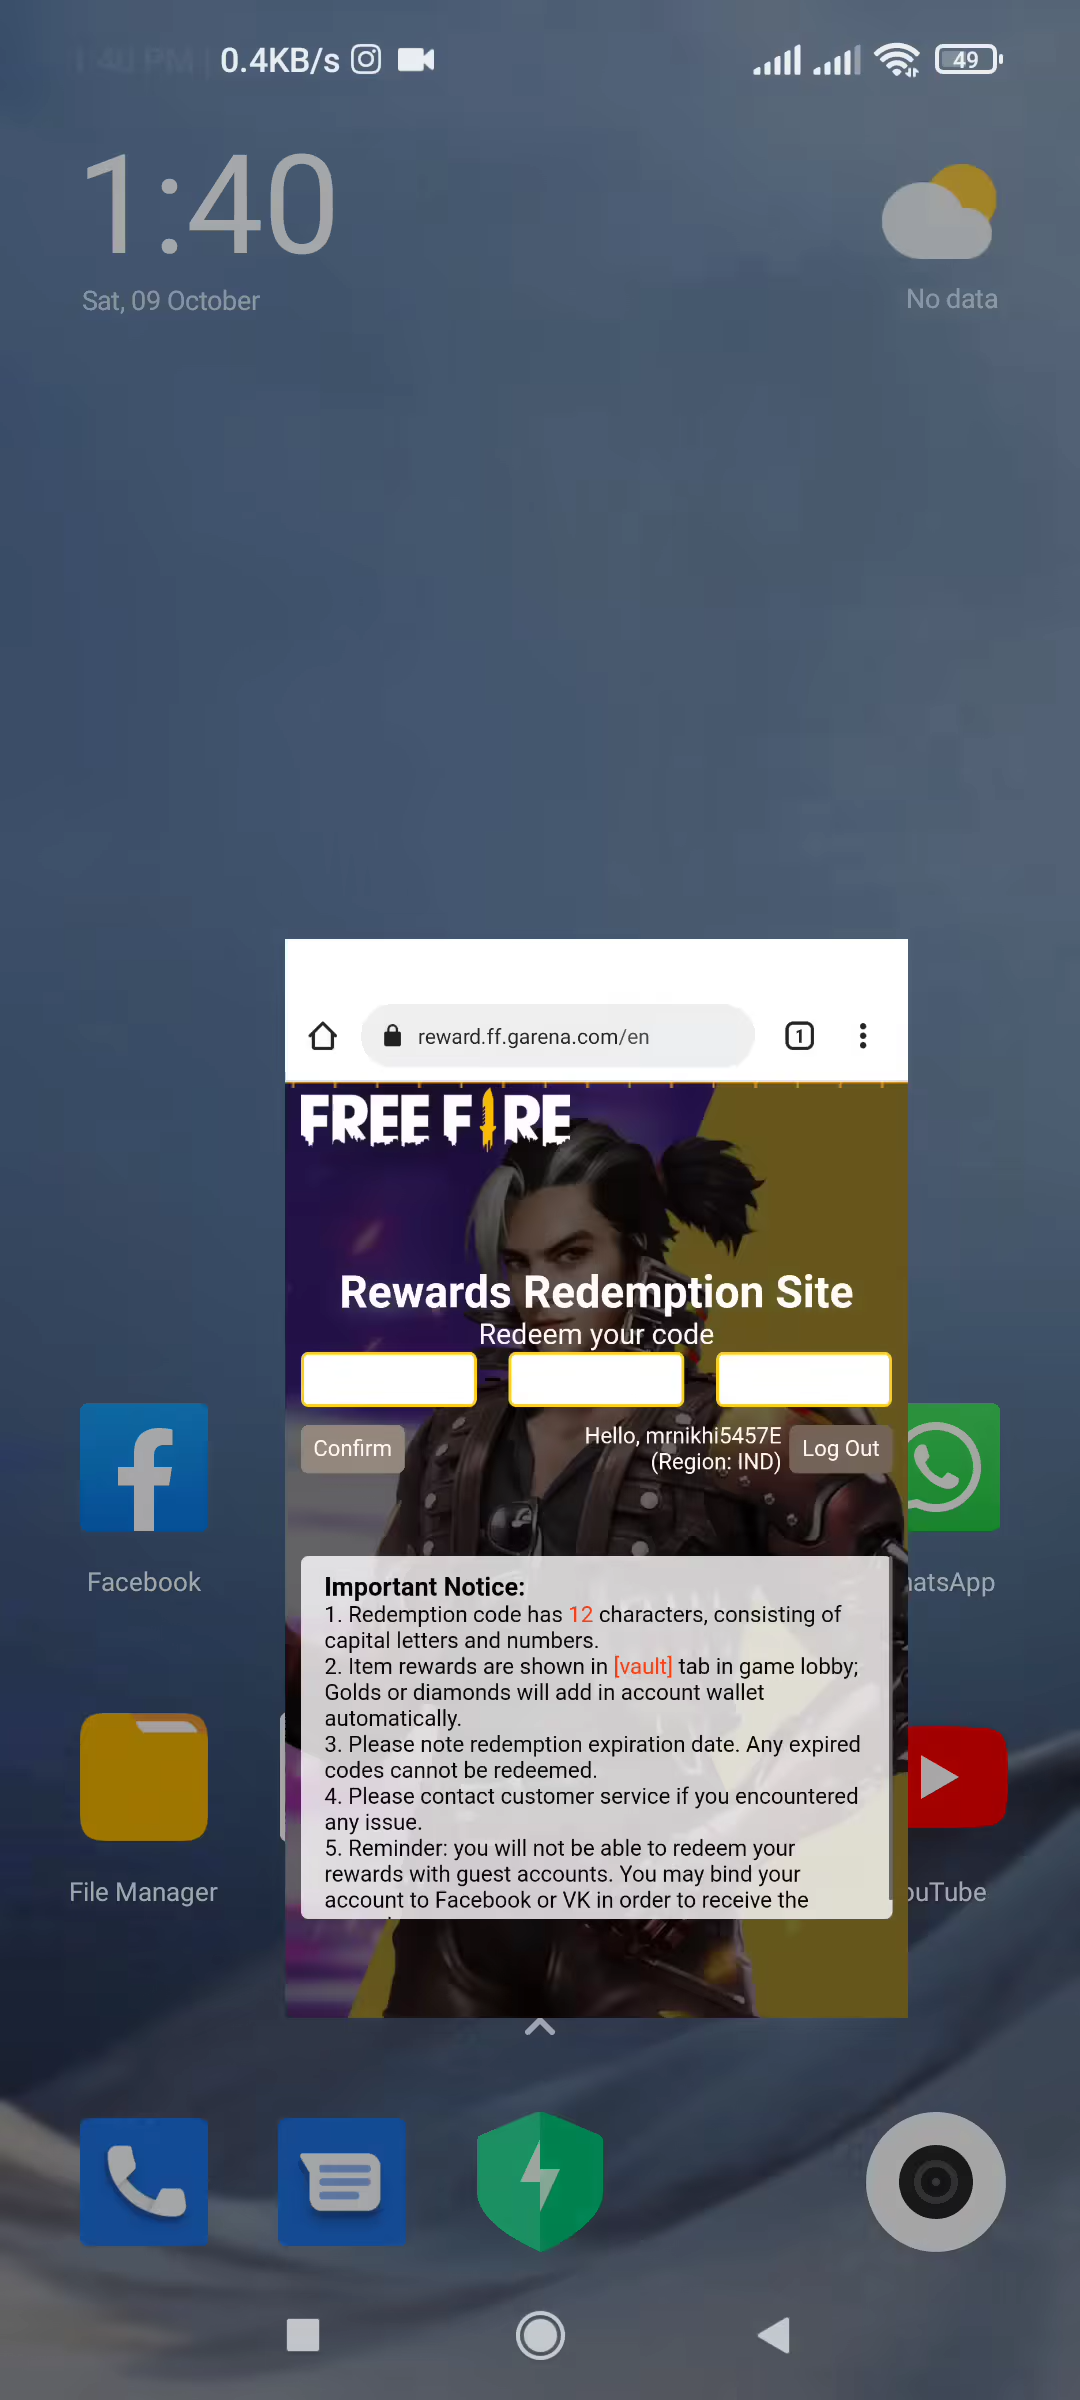 0.4KB/s
49
1:40
Sat, 09 October
No data
reward.ff.garena.com/en
1
FREE FIRE
Rewards Redemption Site
Redeem your code
-
Confirm
Hello, mrnikhi5457E
(Region: IND)
Log Out
Important Notice:
1. Redemption code has 12 characters, consisting of
capital letters and numbers.
2. Item rewards are shown in [vault] tab in game lobby;
Golds or diamonds will add in account wallet
automatically.
3. Please note redemption expiration date. Any expired
codes cannot be redeemed.
4. Please contact customer service if you encountered
any issue.
5. Reminder: you will not be able to redeem your
rewards with guest accounts. You may bind your
account to Facebook or VK in order to receive the
Facebook
hatsApp
File Manager
ouTube